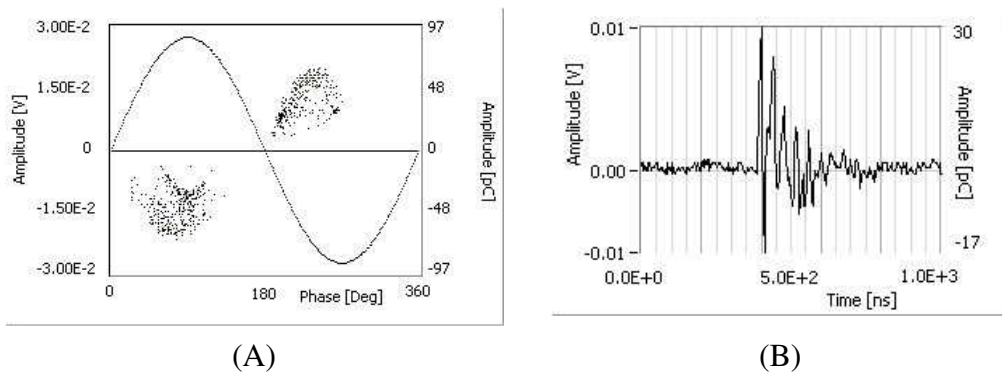 3.00E-2
1.50E-2
0
-1.50E-2
-3.00E-2
Amplitude [V]
97
48
0
-48
-97
Amplitude [pC]
0
180
Phase [Deg]
360
(A)
0.01
0.00
-0.01
Amplitude [V]
30
-17
Amplitude [pC]
0.0E+0
5.0E+2
1.0E+3
Time [ns]
(B)